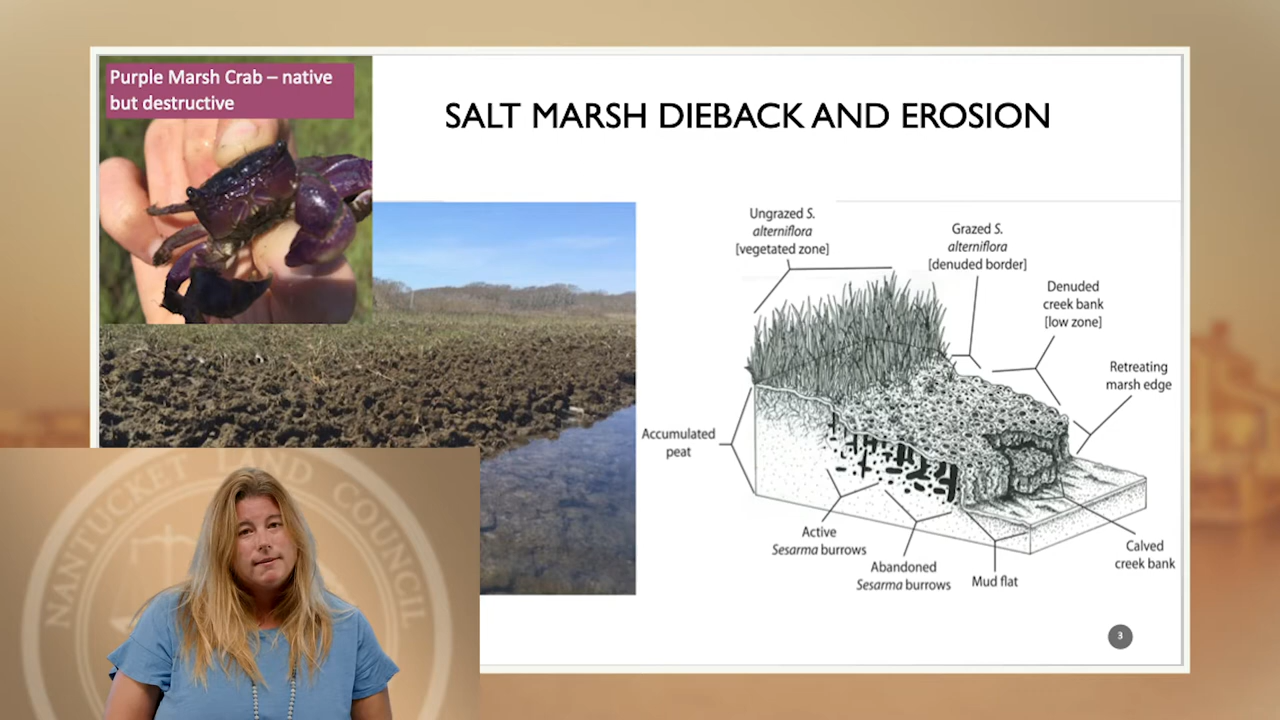 Purple Marsh Crab – native
but destructive
SALT MARSH DIEBACK AND EROSION
Ungrazed S.
alterniflora
[vegetated zone]
Grazed S.
alterniflora
[denuded border]
Denuded
creek bank
[low zone]
Retreating
marsh edge
Accumulated
peat
Active
Sesarma burrows
Abandoned
Sesarma burrows
Mud flat
Calved
creek bank
3
NANTUCKET LAND COUNCIL